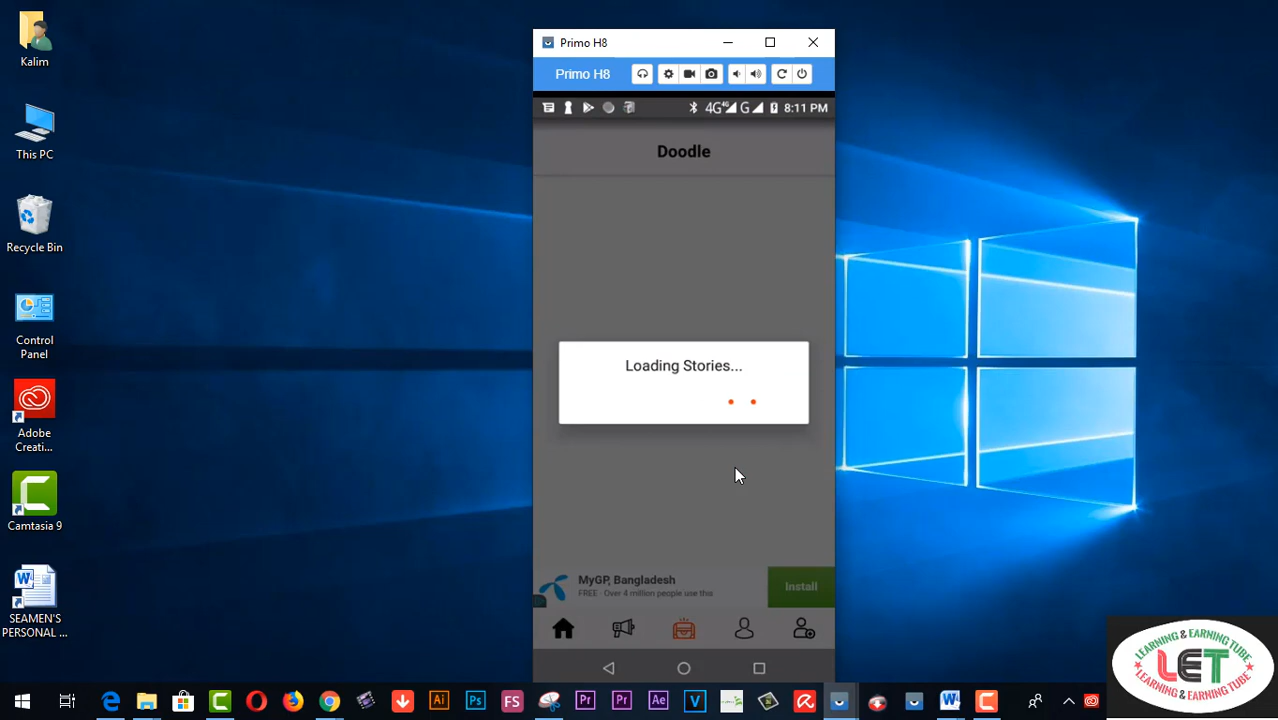 Kalim
This PC
Recycle Bin
Control
Panel
Adobe
Creati...
Camtasia 9
SEAMEN'S
PERSONAL ...
Primo H8
Primo H8
4G G 8:11 PM
Doodle
Loading Stories...
MyGP, Bangladesh
FREE · Over 4 million people use this
Install
Ai Ps FS Pr Pr Ae V
LEARNING & EARNING TUBE
LET
LEARNING & EARNING TUBE